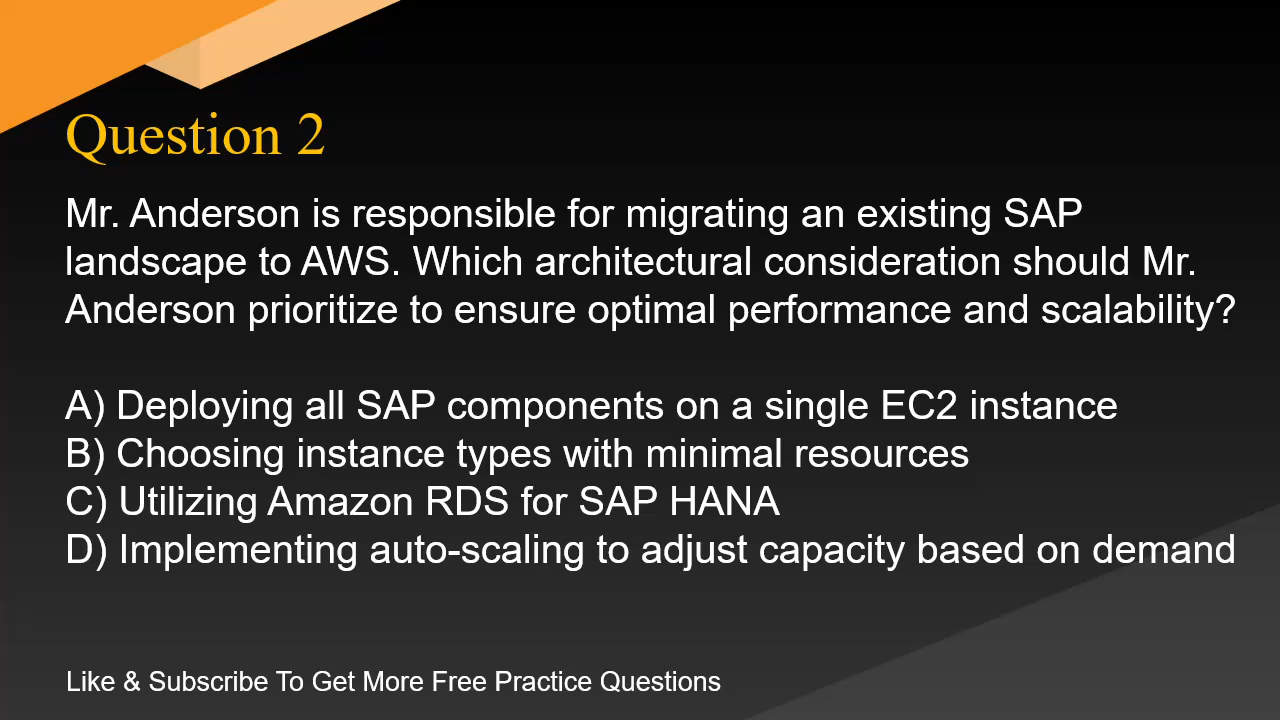 Question 2
Mr. Anderson is responsible for migrating an existing SAP
landscape to AWS. Which architectural consideration should Mr.
Anderson prioritize to ensure optimal performance and scalability?
A) Deploying all SAP components on a single EC2 instance
B) Choosing instance types with minimal resources
C) Utilizing Amazon RDS for SAP HANA
D) Implementing auto-scaling to adjust capacity based on demand
Like & Subscribe To Get More Free Practice Questions